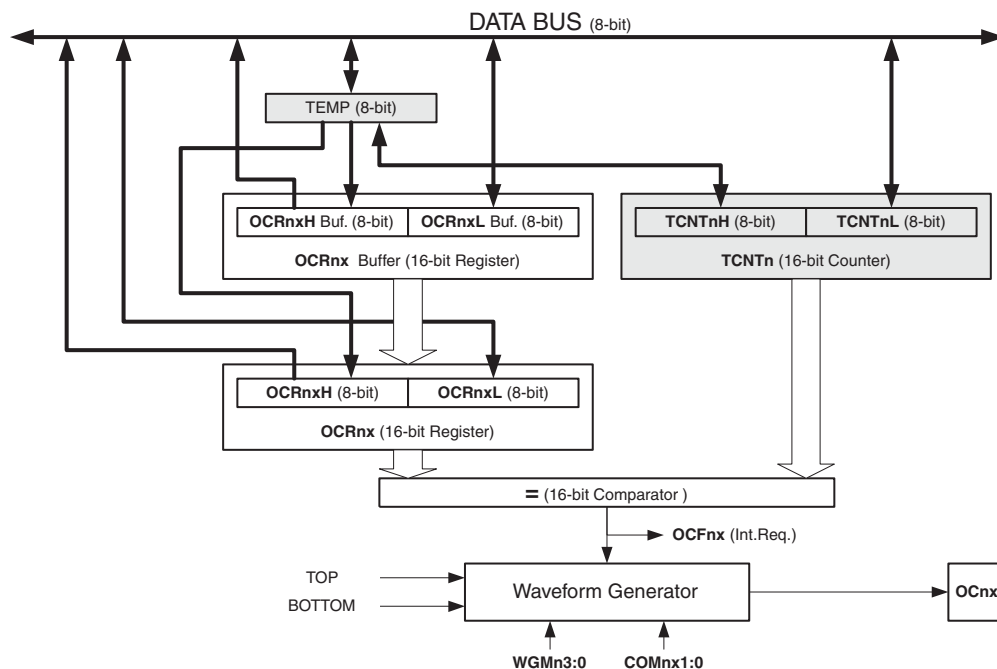 DATA BUS (8-bit)
TEMP (8-bit)
OCRnxH Buf. (8-bit) OCRnxL Buf. (8-bit)
OCRnx Buffer (16-bit Register)
TCNTnH (8-bit) TCNTnL (8-bit)
TCNTn (16-bit Counter)
OCRnxH (8-bit) OCRnxL (8-bit)
OCRnx (16-bit Register)
= (16-bit Comparator )
OCFnx (Int.Req.)
TOP
BOTTOM
Waveform Generator
OCnx
WGMn3:0 COMnx1:0